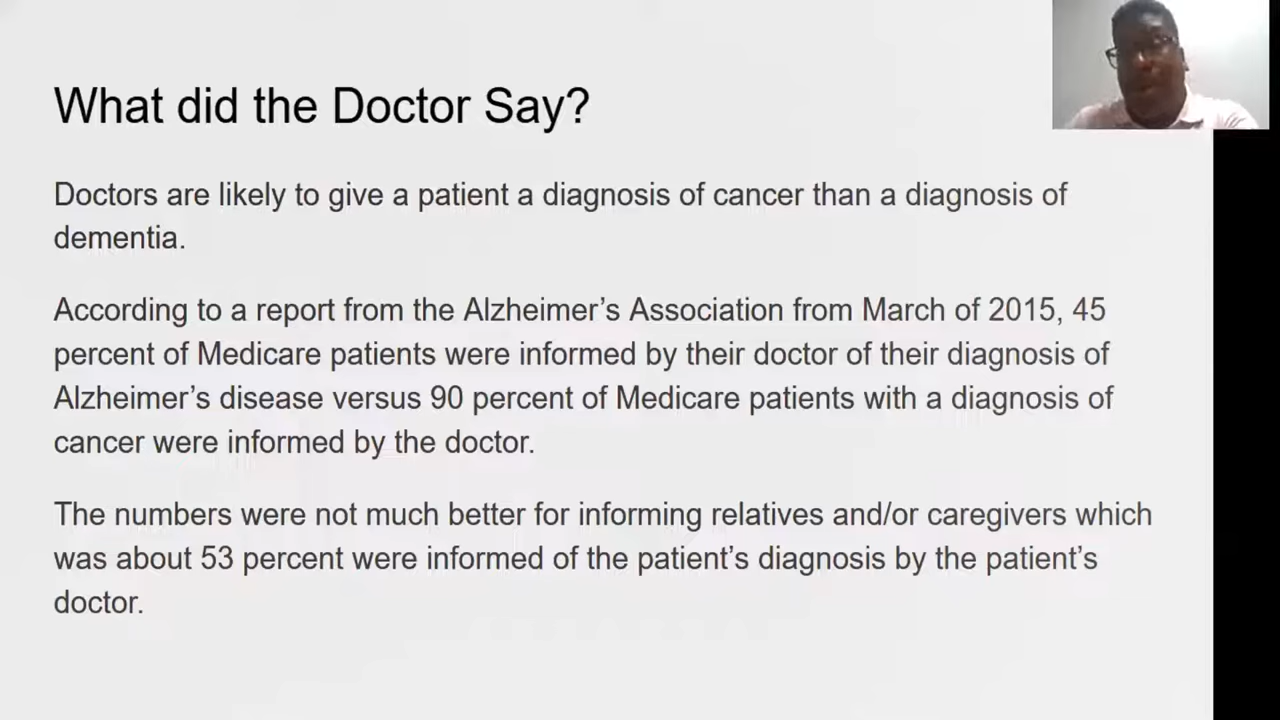 What did the Doctor Say?
Doctors are likely to give a patient a diagnosis of cancer than a diagnosis of
dementia.
According to a report from the Alzheimer’s Association from March of 2015, 45
percent of Medicare patients were informed by their doctor of their diagnosis of
Alzheimer’s disease versus 90 percent of Medicare patients with a diagnosis of
cancer were informed by the doctor.
The numbers were not much better for informing relatives and/or caregivers which
was about 53 percent were informed of the patient’s diagnosis by the patient’s
doctor.